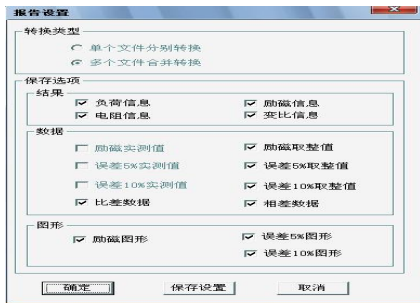 报告设置
转换类型
单个文件分别转换
多个文件合并转换
保存选项
结果
负荷信息 励磁信息
电阻信息 变比信息
数据
励磁实测值 励磁取整值
误差5%实测值 误差5%取整值
误差10%实测值 误差10%取整值
比差数据 相差数据
图形
励磁图形 误差5%图形
误差10%图形
确定 保存设置 取消